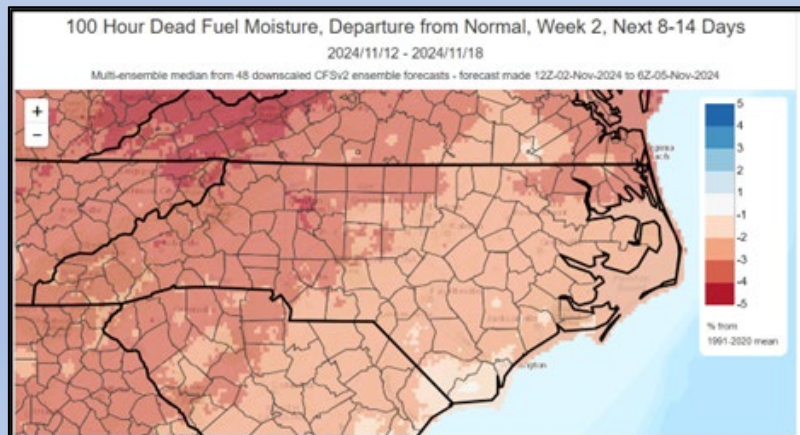 100 Hour Dead Fuel Moisture, Departure from Normal, Week 2, Next 8-14 Days
2024/11/12 - 2024/11/18
Multi-ensemble median from 48 downscaled CFSv2 ensemble forecasts - forecast made 12Z-02-Nov-2024 to 6Z-05-Nov-2024
+
−
5
4
3
2
1
-1
-2
-3
-4
-5
% from
1991-2020 mean